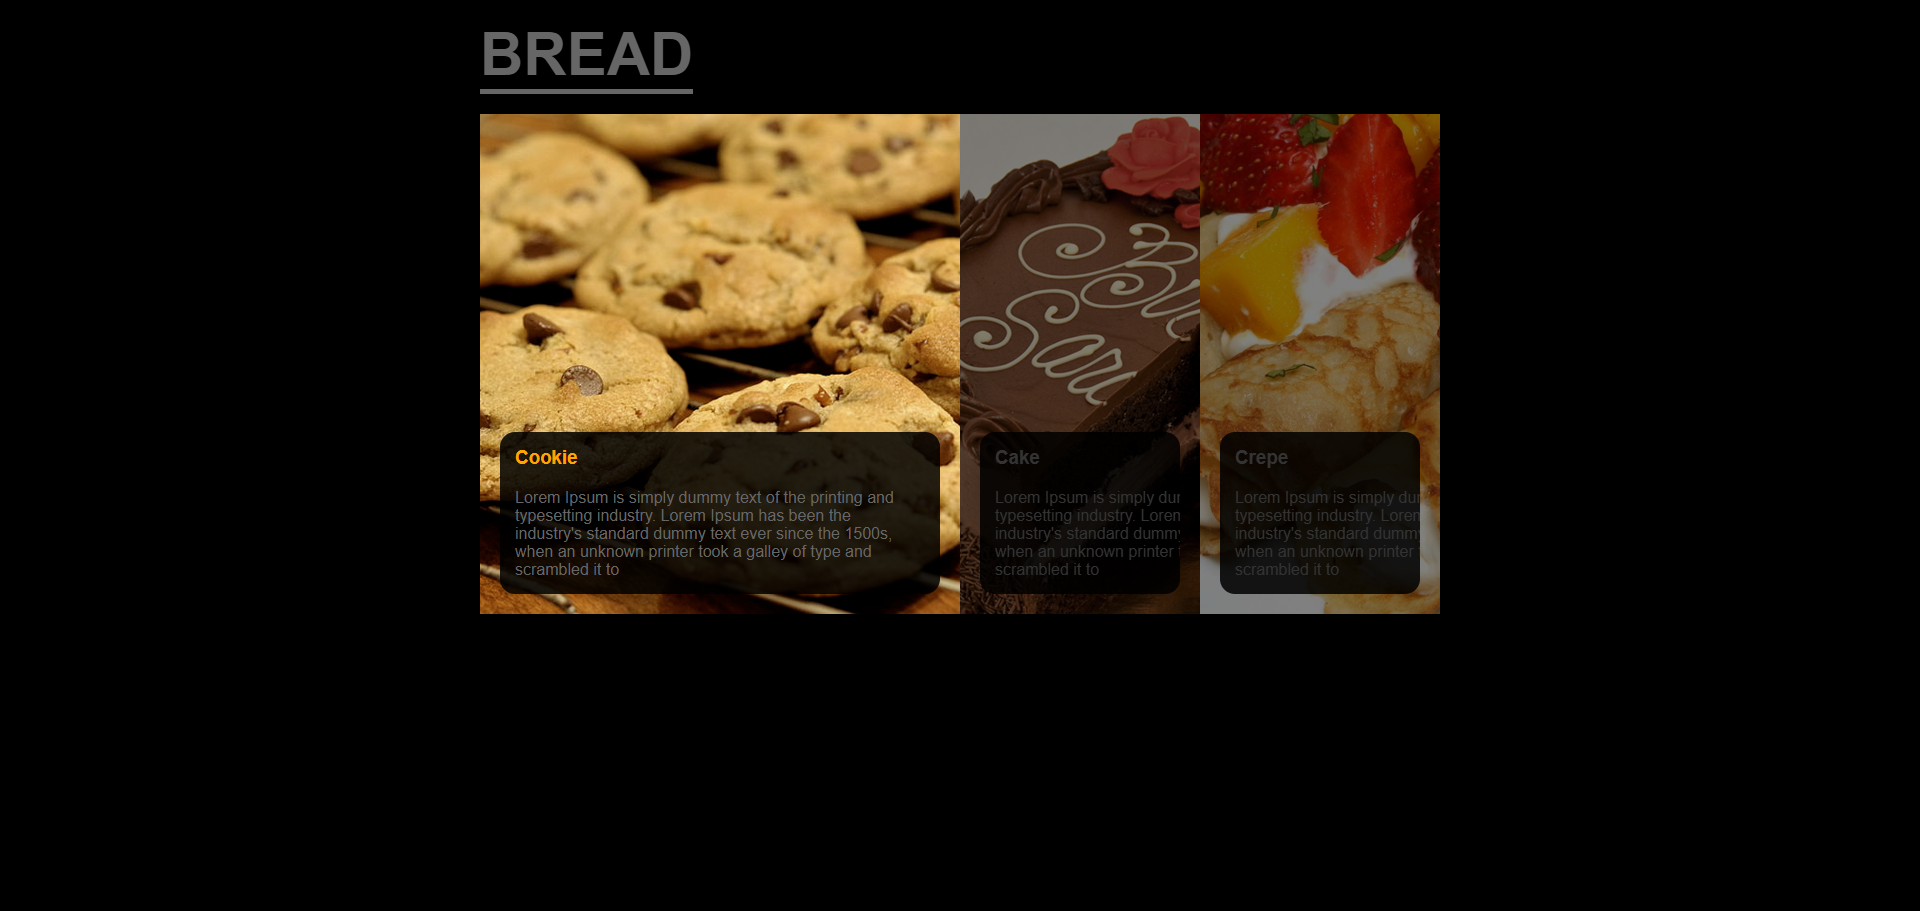 BREAD
Cookie
Lorem Ipsum is simply dummy text of the printing and
typesetting industry. Lorem Ipsum has been the
industry's standard dummy text ever since the 1500s,
when an unknown printer took a galley of type and
scrambled it to
Cake
Lorem Ipsum is simply dur
typesetting industry. Lorem
industry's standard dummy
when an unknown printer
scrambled it to
Crepe
Lorem Ipsum is simply dur
typesetting industry. Lorem
industry's standard dummy
when an unknown printer
scrambled it to